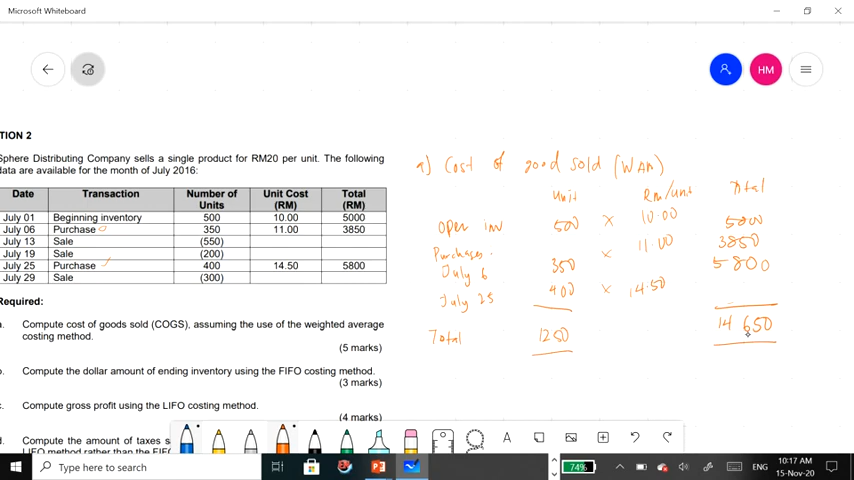 Microsoft Whiteboard
HM
TION 2
Sphere Distributing Company sells a single product for RM20 per unit. The following
data are available for the month of July 2016:
Date Transaction Number of Units Unit Cost (RM) Total (RM)
July 01 Beginning inventory 500 10.00 5000
July 06 Purchase 350 11.00 3850
July 13 Sale (550)
July 19 Sale (200)
July 25 Purchase 400 14.50 5800
July 29 Sale (300)
Required:
a. Compute cost of goods sold (COGS), assuming the use of the weighted average
costing method.
(5 marks)
Compute the dollar amount of ending inventory using the FIFO costing method.
(3 marks)
Compute gross profit using the LIFO costing method.
(4 marks)
Compute the amount of taxes s
LIFO method rather than the FIF
a) Cost of good sold (WAM)
unit Rm/unit Total
open inv 500 x 10.00 5000
Purchases.
July 6 350 x 11.00 3850
July 25 400 x 14.50 5800
Total 1250 14 650
A
Type here to search
74%
ENG
10:17 AM
15-Nov-20